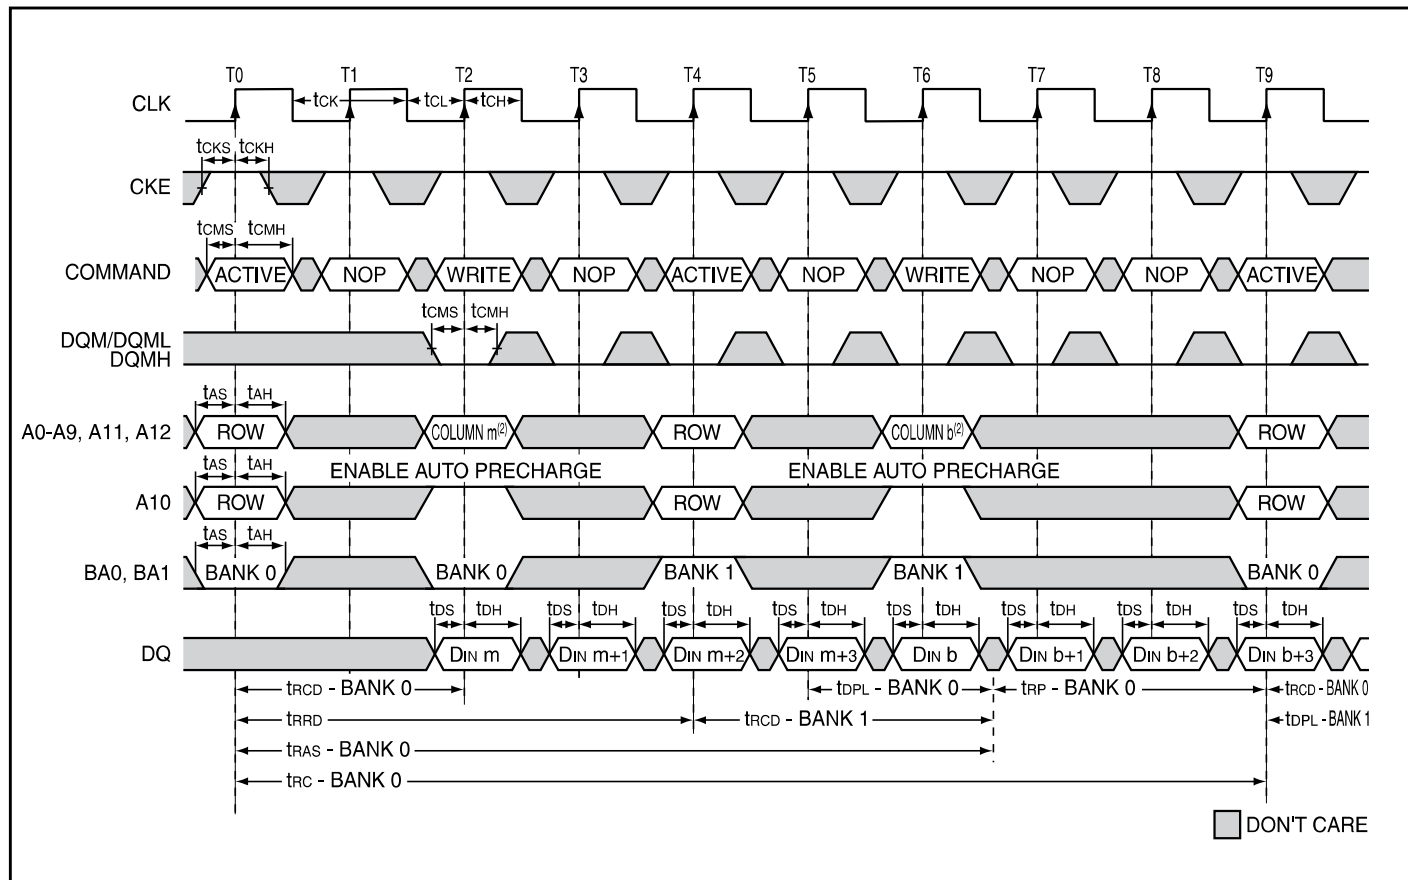 T0 T1 T2 T3 T4 T5 T6 T7 T8 T9
CLK tCK tCL tCH
tCKS tCKH
CKE
tCMS tCMH
COMMAND ACTIVE NOP WRITE NOP ACTIVE NOP WRITE NOP NOP ACTIVE
tCMS tCMH
DQM/DQML
DQMH
tAS tAH
A0-A9, A11, A12 ROW COLUMN m(2) ROW COLUMN b(2) ROW
tAS tAH ENABLE AUTO PRECHARGE ENABLE AUTO PRECHARGE
A10 ROW ROW ROW
tAS tAH
BA0, BA1 BANK 0 BANK 0 BANK 1 BANK 1 BANK 0
tDS tDH tDS tDH tDS tDH tDS tDH tDS tDH tDS tDH tDS tDH tDS tDH
DQ DIN m DIN m+1 DIN m+2 DIN m+3 DIN b DIN b+1 DIN b+2 DIN b+3
tRCD - BANK 0 tDPL - BANK 0 tRP - BANK 0 tRCD - BANK 0
tRRD tRCD - BANK 1 tDPL - BANK 1
tRAS - BANK 0
tRC - BANK 0
DON'T CARE